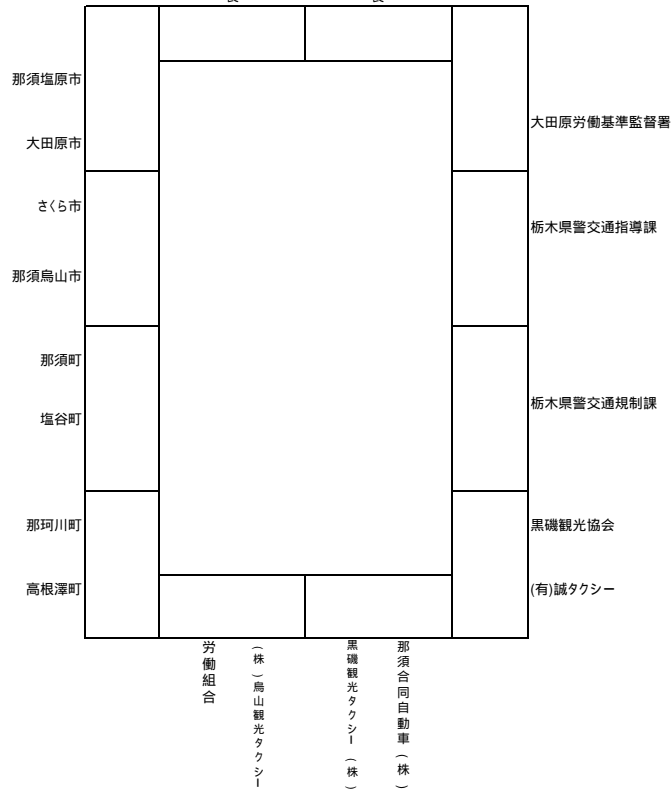 長
長
那須塩原市
大田原市
さくら市
那須烏山市
那須町
塩谷町
那珂川町
高根澤町
大田原労働基準監督署
栃木県警交通指導課
栃木県警交通規制課
黒磯観光協会
(有)誠タクシー
労働組合
(株)烏山観光タクシー
黒磯観光タクシー(株)
那須合同自動車(株)